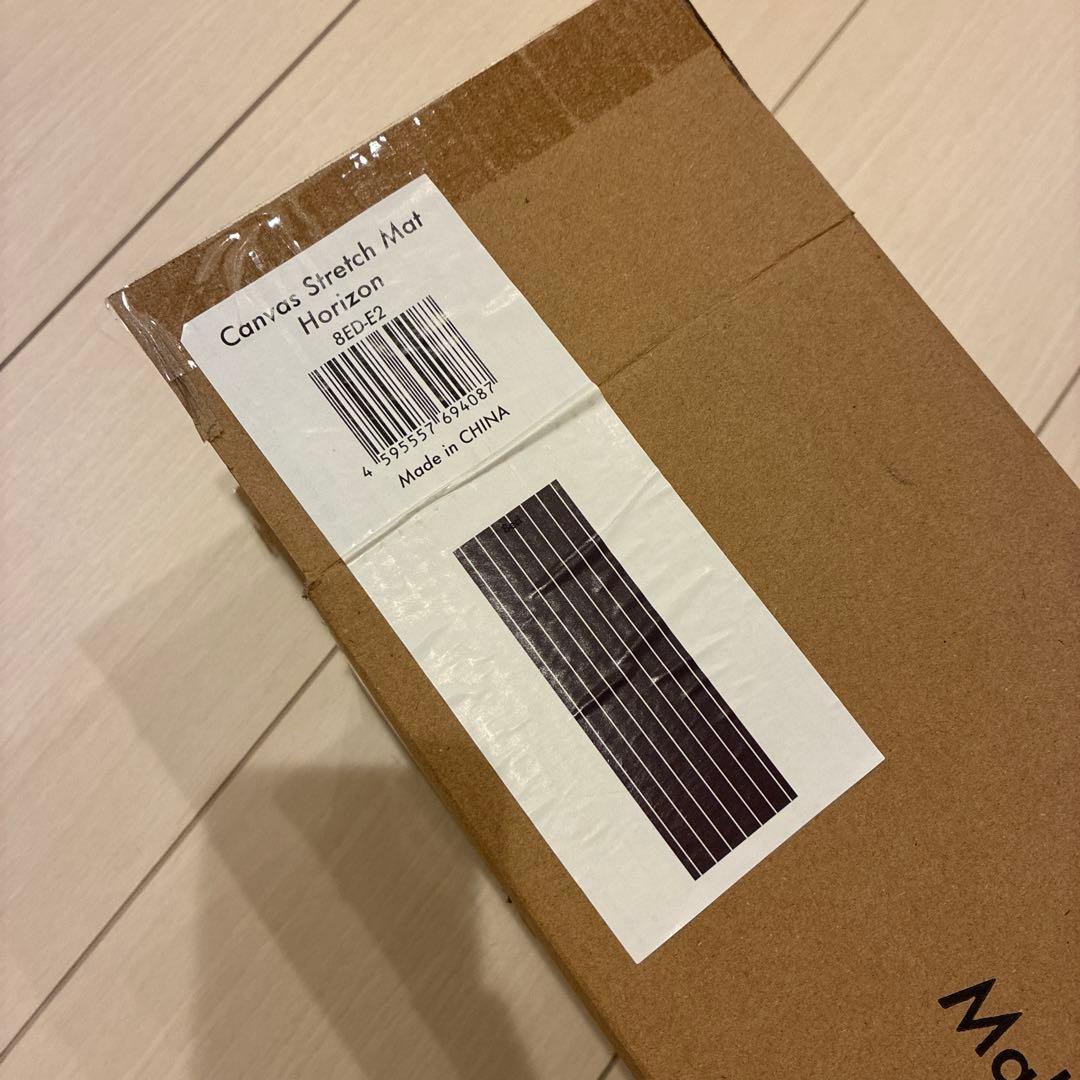 Canvas Stretch Mat
Horizon
8ED-E2
4 595557 694087
Made in CHINA